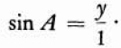 sin A = y/1 ·